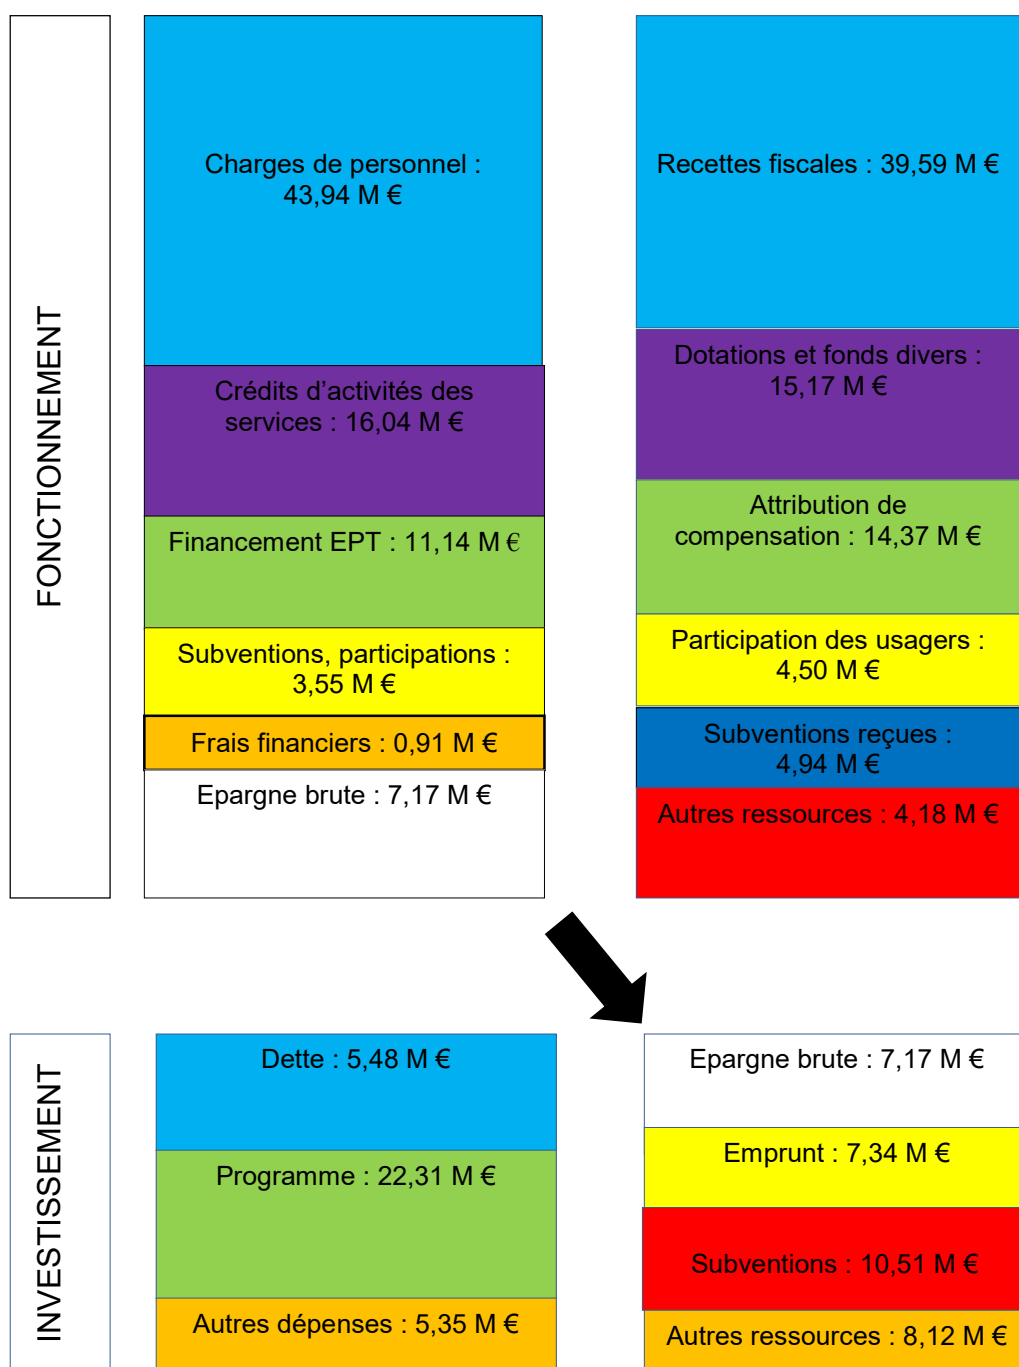 FONCTIONNEMENT
Charges de personnel :
43,94 M €
Crédits d’activités des
services : 16,04 M €
Financement EPT : 11,14 M €
Subventions, participations :
3,55 M €
Frais financiers : 0,91 M €
Epargne brute : 7,17 M €
Recettes fiscales : 39,59 M €
Dotations et fonds divers :
15,17 M €
Attribution de
compensation : 14,37 M €
Participation des usagers :
4,50 M €
Subventions reçues :
4,94 M €
Autres ressources : 4,18 M €
INVESTISSEMENT
Dette : 5,48 M €
Programme : 22,31 M €
Autres dépenses : 5,35 M €
Epargne brute : 7,17 M €
Emprunt : 7,34 M €
Subventions : 10,51 M €
Autres ressources : 8,12 M €